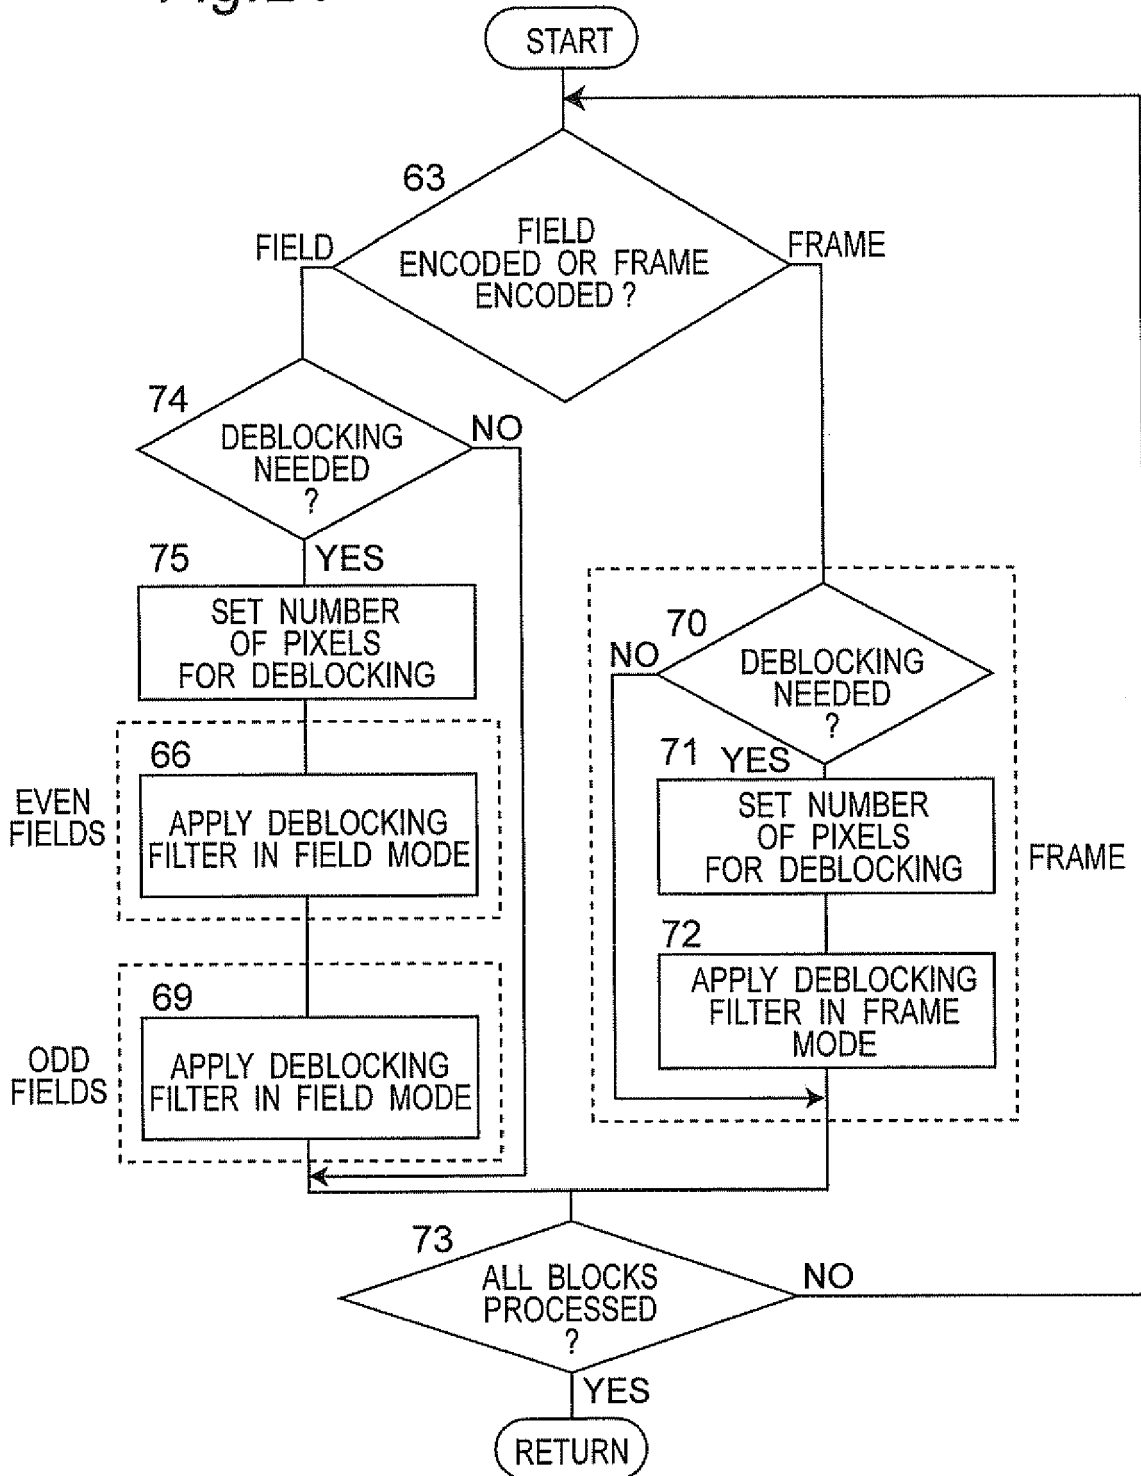 START
63
FIELD
ENCODED OR FRAME
ENCODED ?
FIELD
FRAME
74
DEBLOCKING
NEEDED
?
NO
YES
75
SET NUMBER
OF PIXELS
FOR DEBLOCKING
EVEN
FIELDS
66
APPLY DEBLOCKING
FILTER IN FIELD MODE
ODD
FIELDS
69
APPLY DEBLOCKING
FILTER IN FIELD MODE
70
NO
DEBLOCKING
NEEDED
?
71
YES
SET NUMBER
OF PIXELS
FOR DEBLOCKING
FRAME
72
APPLY DEBLOCKING
FILTER IN FRAME
MODE
73
ALL BLOCKS
PROCESSED
?
NO
YES
RETURN